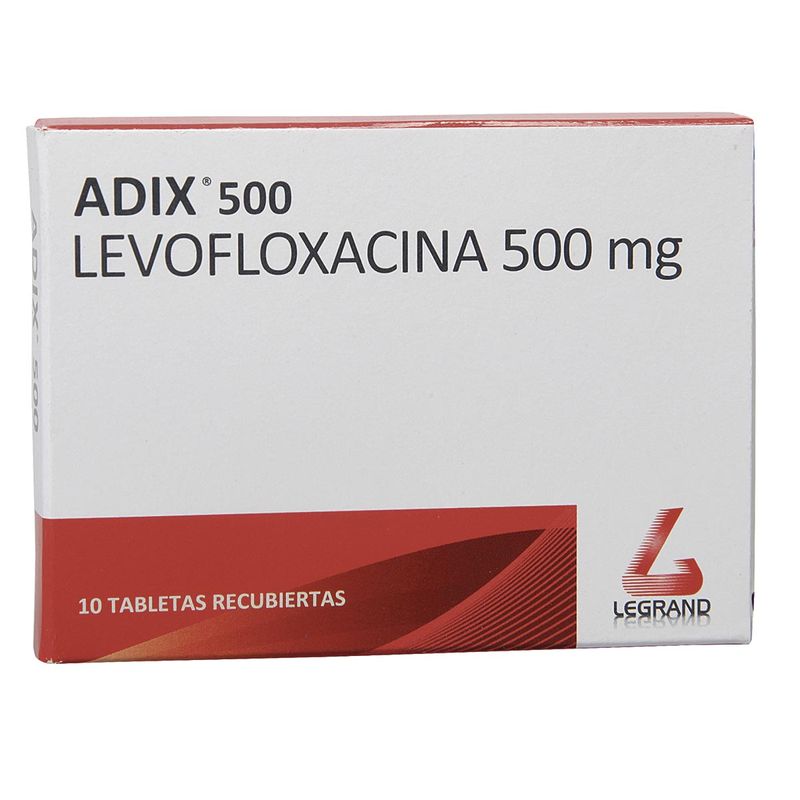 ADIX® 500
LEVOFLOXACINA 500 mg
ADIX® 500
10 TABLETAS RECUBIERTAS
LEGRAND